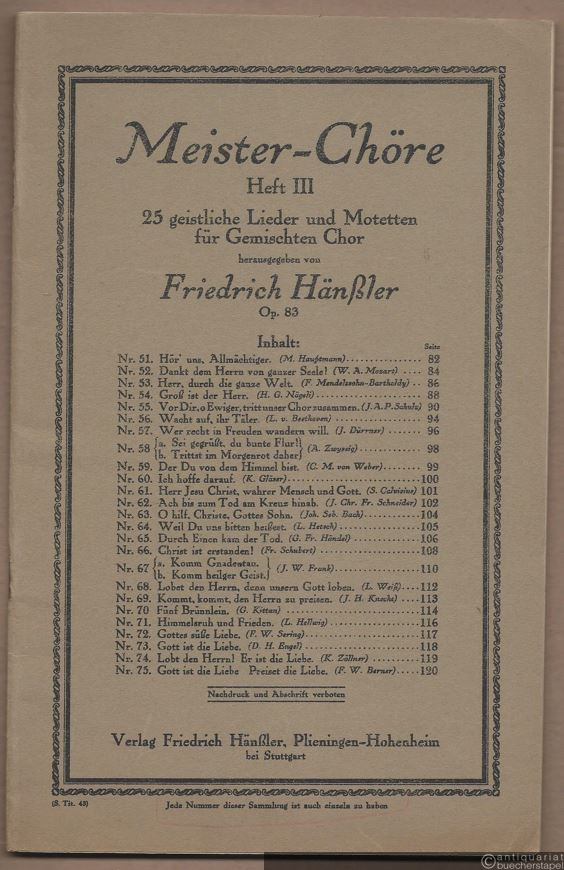 Meister-Chöre
Heft III
25 geistliche Lieder und Motetten
für Gemischten Chor
herausgegeben von
Friedrich Hänßler
Op. 83
Inhalt:
Seite
Nr. 51. Hör' uns, Allmächtiger. (M. Hauptmann) 82
Nr. 52. Dankt dem Herrn von ganzer Seele! (W. A. Mozart) 84
Nr. 53. Herr, durch die ganze Welt. (F. Mendelssohn-Bartholdy) 86
Nr. 54. Groß ist der Herr. (H. G. Nägeli) 88
Nr. 55. Vor Dir, o Ewiger, tritt unser Chor zusammen. (J. A. P. Schulz) 90
Nr. 56. Wacht auf, ihr Täler. (L. v. Beethoven) 94
Nr. 57. Wer recht in Freuden wandern will. (J. Dürrner) 96
Nr. 58 {a. Sei gegrüßt, du bunte Flur!}
{b. Trittst im Morgenrot daher} (A. Zwyssig) 98
Nr. 59. Der Du von dem Himmel bist. (C. M. von Weber) 99
Nr. 60. Ich hoffe darauf. (K. Gläser) 100
Nr. 61. Herr Jesu Christ, wahrer Mensch und Gott. (S. Calvisius) 101
Nr. 62. Ach bis zum Tod am Kreuz hinab. (J. Chr. Fr. Schneider) 102
Nr. 63. O hilf, Christe, Gottes Sohn. (Joh. Seb. Bach) 104
Nr. 64. Weil Du uns bitten heißest. (L. Hetsch) 105
Nr. 65. Durch Einen kam der Tod. (G. Fr. Händel) 106
Nr. 66. Christ ist erstanden! (Fr. Schubert) 108
Nr. 67 {a. Komm Gnadentau. }
{b. Komm heilger Geist.} (J. W. Frank) 110
Nr. 68. Lobet den Herren, denn unsern Gott loben. (L. Weiß) 112
Nr. 69. Kommt, kommt, den Herrn zu preisen. (J. H. Knecht) 113
Nr. 70 Fünf Brünnlein. (G. Kittan) 114
Nr. 71. Himmelsruh und Frieden. (L. Hellwig) 116
Nr. 72. Gottes süße Liebe. (F. W. Sering) 117
Nr. 73. Gott ist die Liebe. (D. H. Engel) 118
Nr. 74. Lobt den Herrn! Er ist die Liebe. (K. Zöllner) 119
Nr. 75. Gott ist die Liebe Preiset die Liebe. (F. W. Berner) 120
Nachdruck und Abschrift verboten
Verlag Friedrich Hänßler, Plieningen-Hohenheim
bei Stuttgart
(S. Tit. 43)
Jede Nummer dieser Sammlung ist auch einzeln zu haben
©antiquariat
buecherstapel